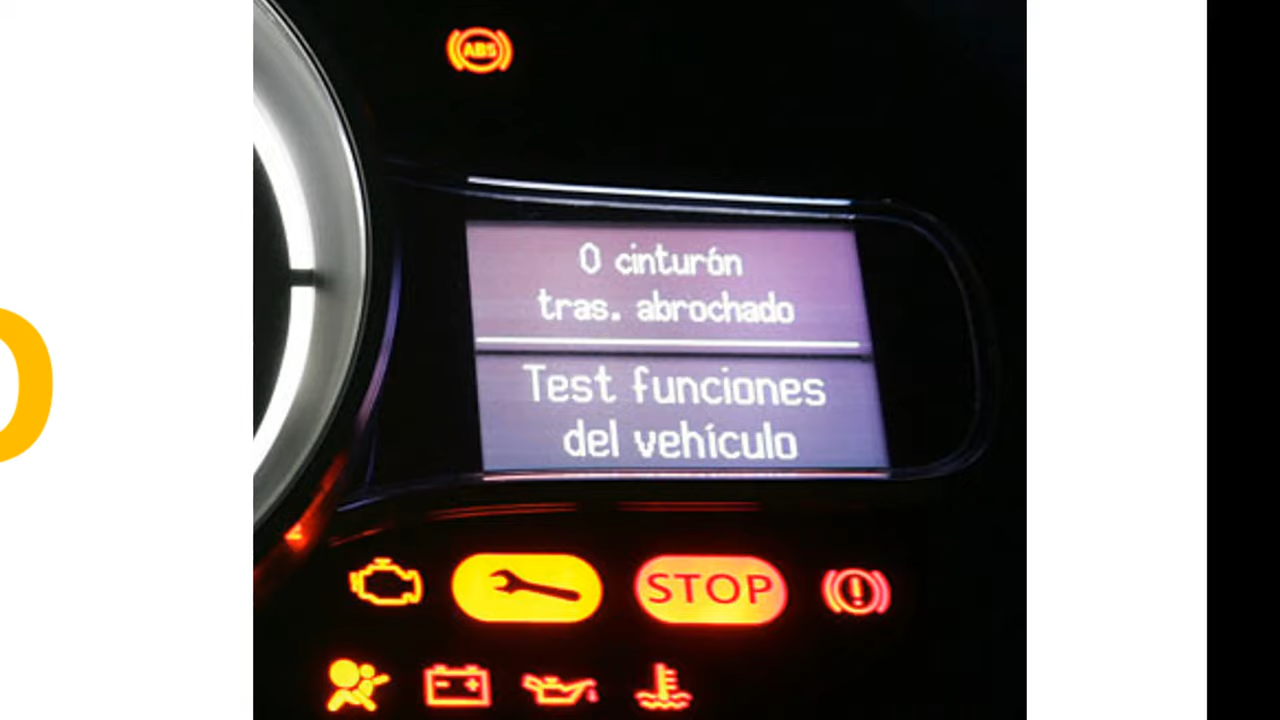 ABS
0 cinturón
tras. abrochado
Test funciones
del vehículo
STOP